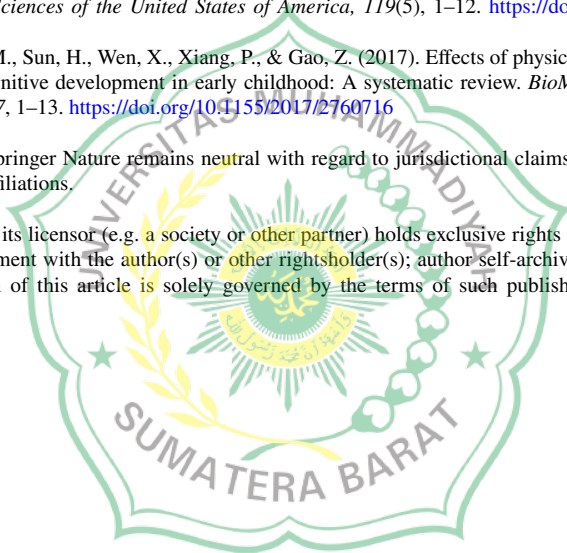 Sciences of the United States of America, 119(5), 1–12. https://do
M., Sun, H., Wen, X., Xiang, P., & Gao, Z. (2017). Effects of physic
gnitive development in early childhood: A systematic review. BioM
7, 1–13. https://doi.org/10.1155/2017/2760716
pringer Nature remains neutral with regard to jurisdictional claims
filiations.
its licensor (e.g. a society or other partner) holds exclusive rights
ment with the author(s) or other rightsholder(s); author self-archiv
n of this article is solely governed by the terms of such publish
UNIVERSITAS MUHAMMADIYAH
محمد
SUMATERA BARAT